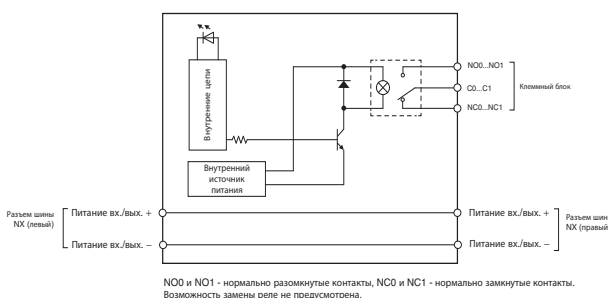 Внутренние цепи
NO0...NO1
C0...C1
NC0...NC1
Клеммный блок
Внутренний
источник
питания
Разъем шины
NX (левый)
Питание вх./вых. +
Питание вх./вых. –
Питание вх./вых. +
Питание вх./вых. –
Разъем шин
NX (правый
NO0 и NO1 - нормально разомкнутые контакты, NC0 и NC1 - нормально замкнутые контакты.
Возможность замены реле не предусмотрена.